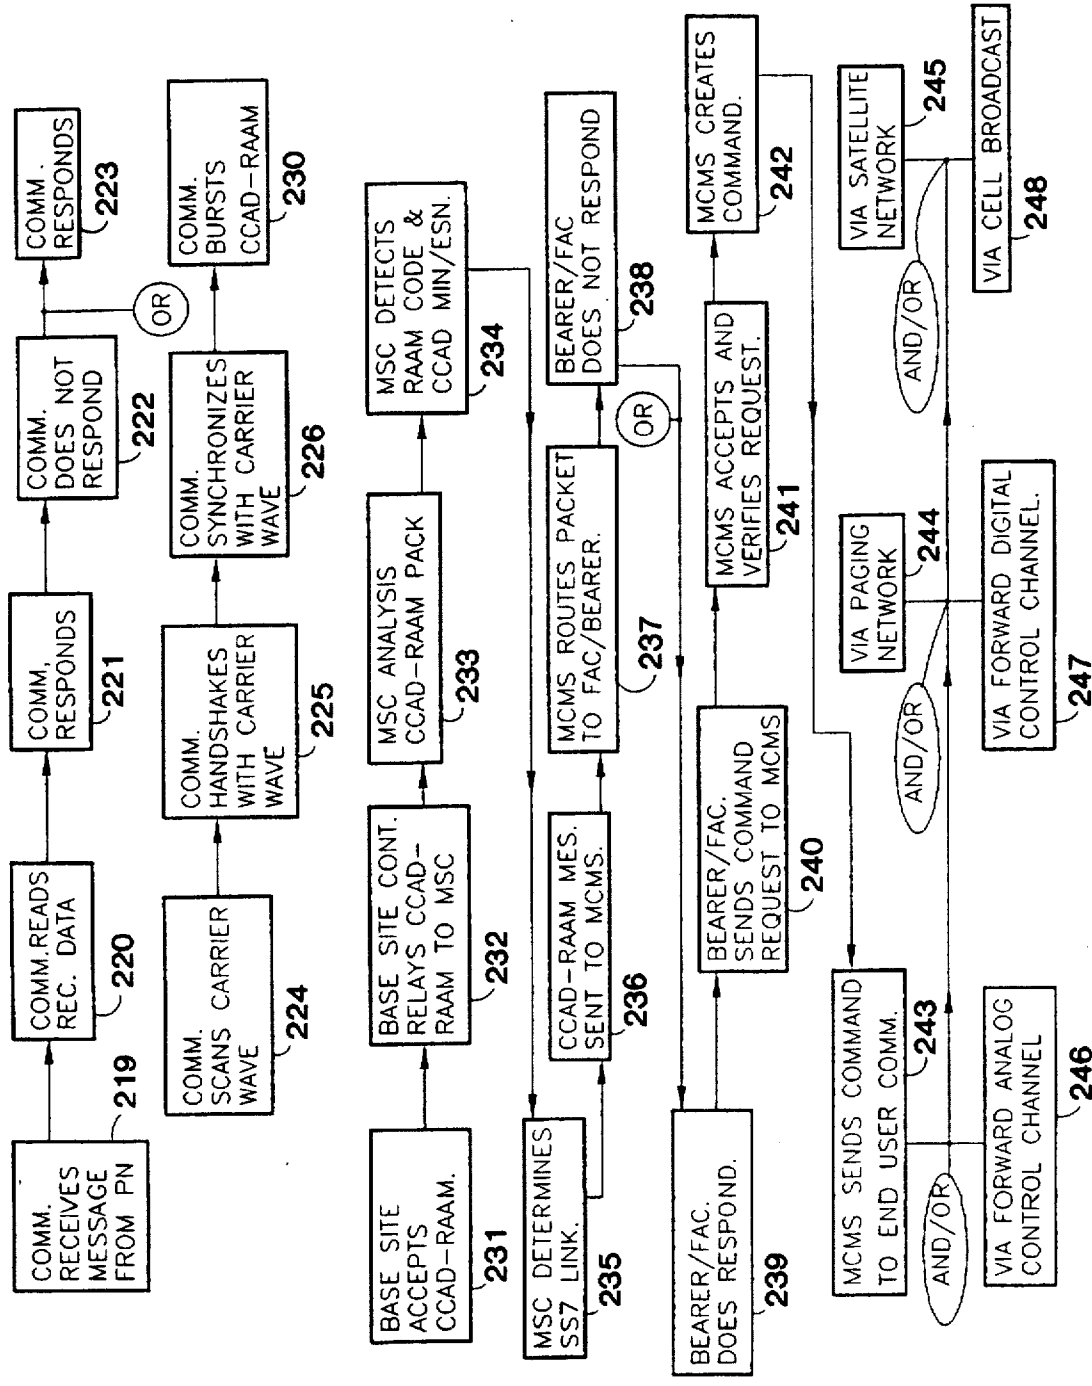 COMM.
RECEIVES
MESSAGE
FROM PN
219
COMM.READS
REC. DATA
220
COMM,
RESPONDS
221
COMM.
DOES NOT
RESPOND
222
OR
COMM.
RESPONDS
223
COMM.
SCANS CARRIER
WAVE
224
COMM.
HANDSHAKES
WITH CARRIER
WAVE
225
COMM.
SYNCHRONIZES
WITH CARRIER
WAVE
226
COMM.
BURSTS
CCAD-RAAM
230
BASE SITE
ACCEPTS
CCAD-RAAM.
231
BASE SITE CONT.
RELAYS CCAD-
RAAM TO MSC
232
MSC ANALYSIS
CCAD-RAAM PACK
233
MSC DETECTS
RAAM CODE &
CCAD MIN/ESN.
234
MSC DETERMINES
SS7 LINK.
235
CCAD-RAAM MES.
SENT TO MCMS.
236
MCMS ROUTES PACKET
TO FAC/BEARER.
237
BEARER/FAC
DOES NOT RESPOND
238
OR
BEARER/FAC.
DOES RESPOND.
239
BEARER/FAC.
SENDS COMMAND
REQUEST TO MCMS
240
MCMS ACCEPTS AND
VERIFIES REQUEST.
241
MCMS CREATES
COMMAND.
242
MCMS SENDS COMMAND
TO END USER COMM.
243
AND/OR
VIA FORWARD ANALOG
CONTROL CHANNEL
246
VIA PAGING
NETWORK
244
AND/OR
VIA FORWARD DIGITAL
CONTROL CHANNEL.
247
VIA SATELLITE
NETWORK
245
AND/OR
VIA CELL BROADCAST
248